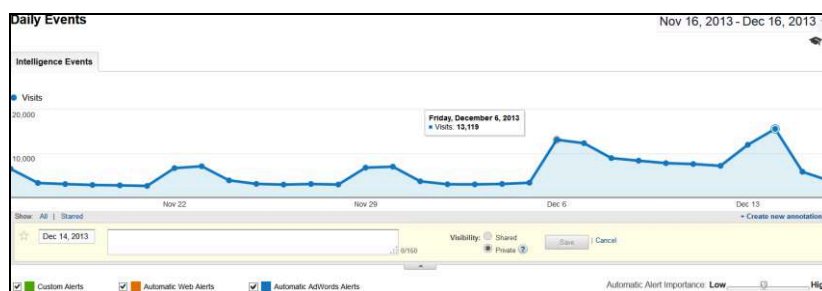 Daily Events
Nov 16, 2013 - Dec 16, 2013
Intelligence Events
Visits
20,000
Friday, December 6, 2013
Visits: 13,119
10,000
Nov 22 Nov 29 Dec 6 Dec 13
Show: All | Starred
+ Create new annotation
Dec 14, 2013
0/160
Visibility: Shared
Private ?
Save | Cancel
Custom Alerts Automatic Web Alerts Automatic AdWords Alerts
Automatic Alert Importance Low Hig